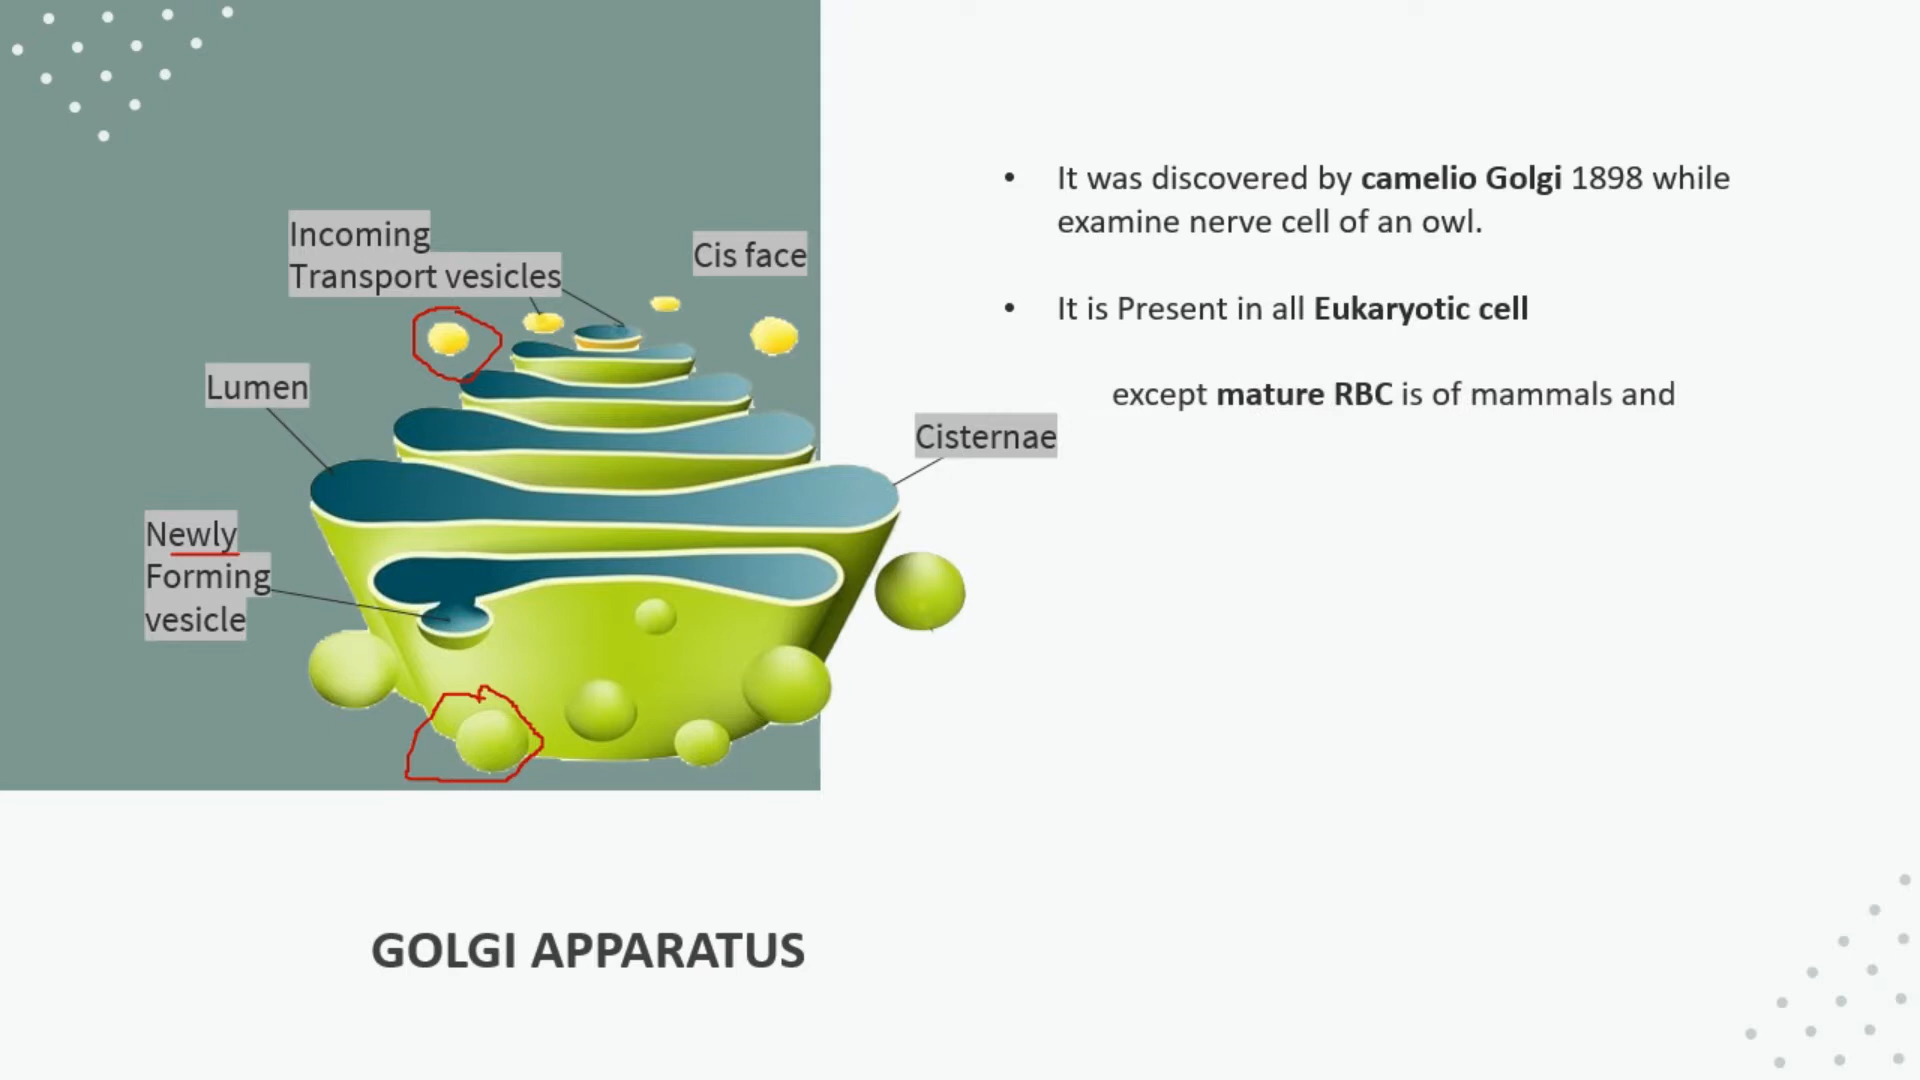 Incoming
Transport vesicles
Cis face
Lumen
Cisternae
Newly
Forming
vesicle
GOLGI APPARATUS
• It was discovered by camelio Golgi 1898 while
examine nerve cell of an owl.
• It is Present in all Eukaryotic cell
except mature RBC is of mammals and